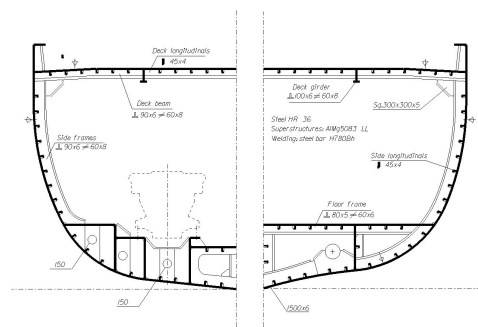 Deck longitudinals
45x4
Deck beam
⊥ 90x6 ≠ 60x8
Side frames
⊥ 90x6 ≠ 60x8
150
150
Deck girder
⊥100x6 ≠ 60x8
Sq.300x300x5
Steel HR 36
Superstructures: AlMg5083 LL
Welding: steel bar H780Bh
Side longitudinals
45x4
Floor frame
⊥ 80x5 ≠ 60x6
1500x6